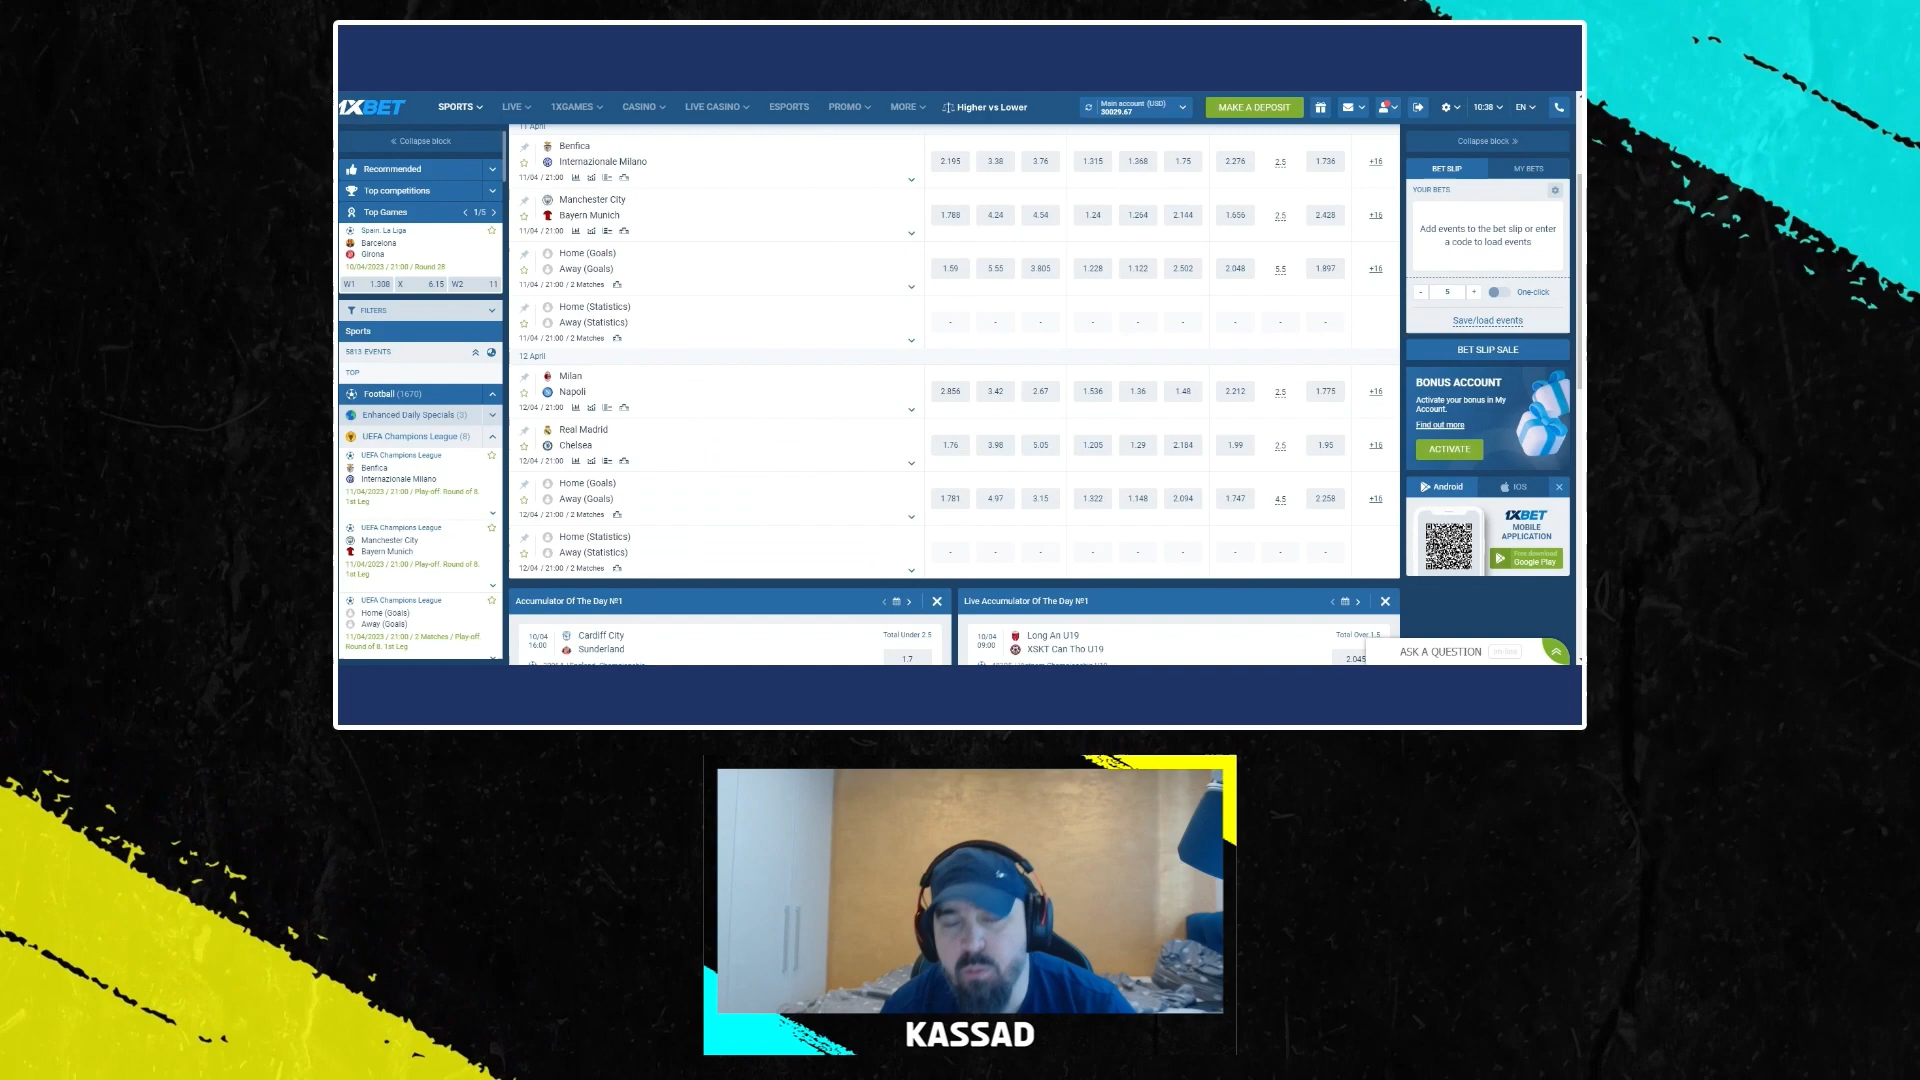 1XBET
SPORTS
LIVE
1XGAMES
CASINO
LIVE CASINO
ESPORTS
PROMO
MORE
Higher vs Lower
Main account (USD)
30029.67
MAKE A DEPOSIT
10:38
EN
Collapse block
Recommended
Top competitions
Top Games
1/5
Spain. La Liga
Barcelona
Girona
10/04/2023 / 21:00 / Round 28
W1 1.308 X 6.15 W2 11
FILTERS
Sports
5813 EVENTS
TOP
Football (1670)
Enhanced Daily Specials (3)
UEFA Champions League (8)
UEFA Champions League
Benfica
Internazionale Milano
11/04/2023 / 21:00 / Play-off. Round of 8.
1st Leg
UEFA Champions League
Manchester City
Bayern Munich
11/04/2023 / 21:00 / Play-off. Round of 8.
1st Leg
UEFA Champions League
Home (Goals)
Away (Goals)
11/04/2023 / 21:00 / 2 Matches / Play-off.
Round of 8. 1st Leg
11 April
Benfica
Internazionale Milano
11/04 / 21:00
2.195 3.38 3.76 1.315 1.368 1.75 2.276 2.5 1.736 +16
Manchester City
Bayern Munich
11/04 / 21:00
1.788 4.24 4.54 1.24 1.264 2.144 1.656 2.5 2.428 +16
Home (Goals)
Away (Goals)
11/04 / 21:00 / 2 Matches
1.59 5.55 3.805 1.228 1.122 2.502 2.048 5.5 1.897 +16
Home (Statistics)
Away (Statistics)
11/04 / 21:00 / 2 Matches
- - - - - - - - -
12 April
Milan
Napoli
12/04 / 21:00
2.856 3.42 2.67 1.536 1.36 1.48 2.212 2.5 1.775 +16
Real Madrid
Chelsea
12/04 / 21:00
1.76 3.98 5.05 1.205 1.29 2.184 1.99 2.5 1.95 +16
Home (Goals)
Away (Goals)
12/04 / 21:00 / 2 Matches
1.781 4.97 3.15 1.322 1.148 2.094 1.747 4.5 2.258 +16
Home (Statistics)
Away (Statistics)
12/04 / 21:00 / 2 Matches
- - - - - - - - -
Accumulator Of The Day №1
10/04
16:00
Cardiff City
Sunderland
Total Under 2.5
1.7
Live Accumulator Of The Day №1
10/04
09:00
Long An U19
XSKT Can Tho U19
Total Over 1.5
2.045
Collapse block
BET SLIP
MY BETS
YOUR BETS
Add events to the bet slip or enter
a code to load events
- 5 +
One-click
Save/load events
BET SLIP SALE
BONUS ACCOUNT
Activate your bonus in My
Account.
Find out more
ACTIVATE
Android
IOS
1XBET
MOBILE
APPLICATION
Free download
Google Play
ASK A QUESTION
KASSAD